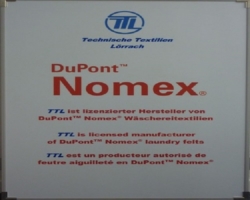 TTL
Technische Textilien
Lörrach
DuPont™
Nomex®
TTL ist lizenzierter Hersteller von
DuPont™ Nomex® Wäschereitextilien
TTL is licensed manufacturer
of DuPont™ Nomex® laundry felts
TTL est un producteur autorisé de
feutre aiguilleté en DuPont™ Nomex®